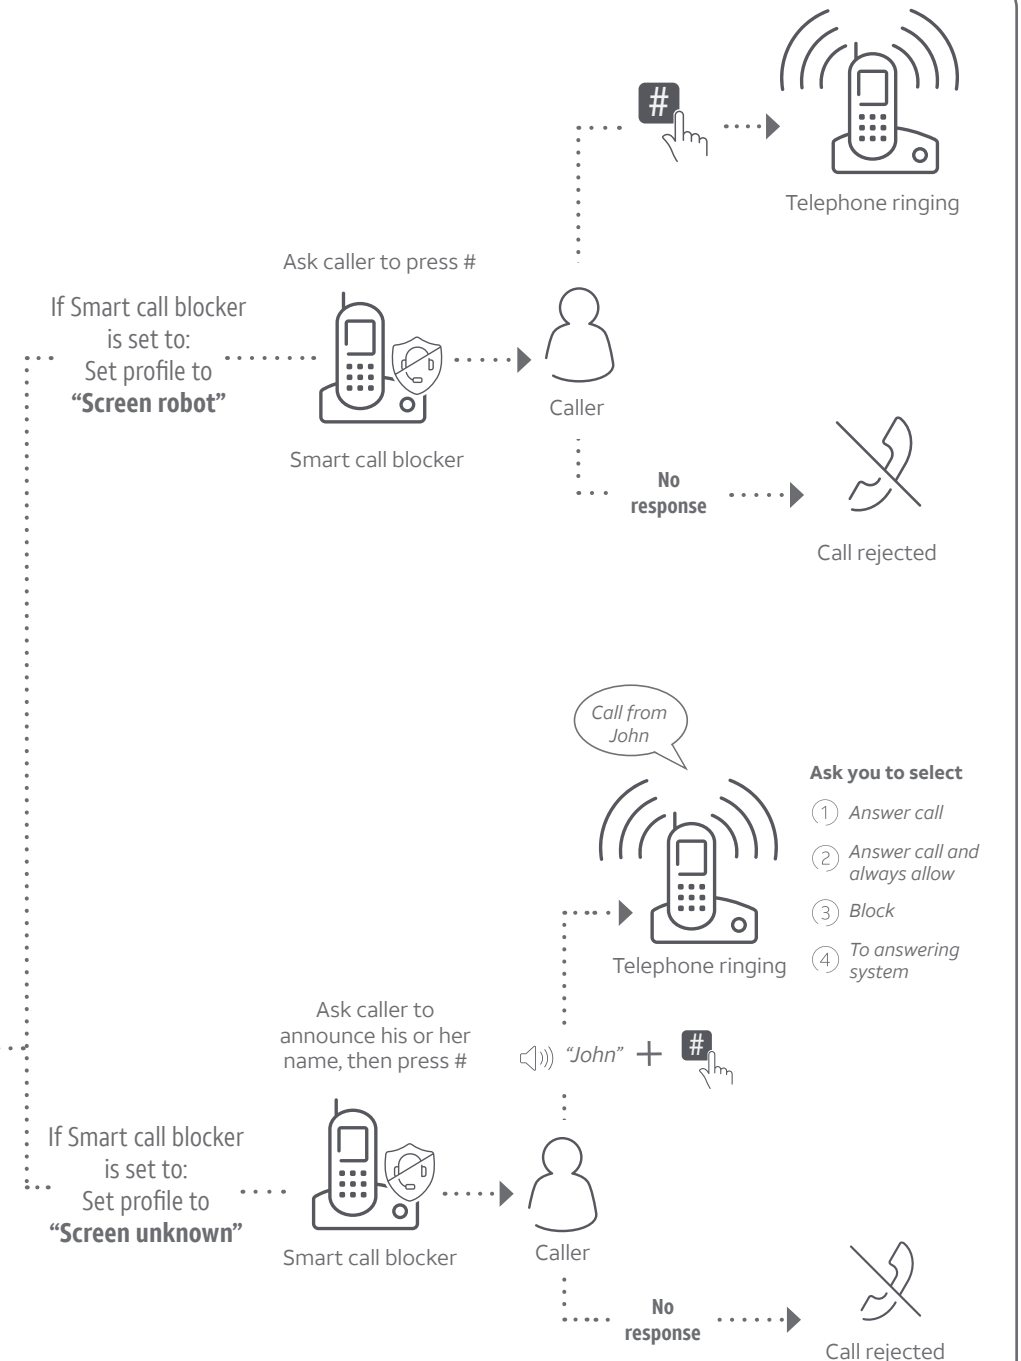 #
Telephone ringing
Ask caller to press #
If Smart call blocker
is set to:
Set profile to
“Screen robot”
Smart call blocker
Caller
No
response
Call rejected
Call from
John
Ask you to select
1 Answer call
2 Answer call and
always allow
3 Block
4 To answering
system
Telephone ringing
Ask caller to
announce his or her
name, then press #
“John” + #
If Smart call blocker
is set to:
Set profile to
“Screen unknown”
Smart call blocker
Caller
No
response
Call rejected